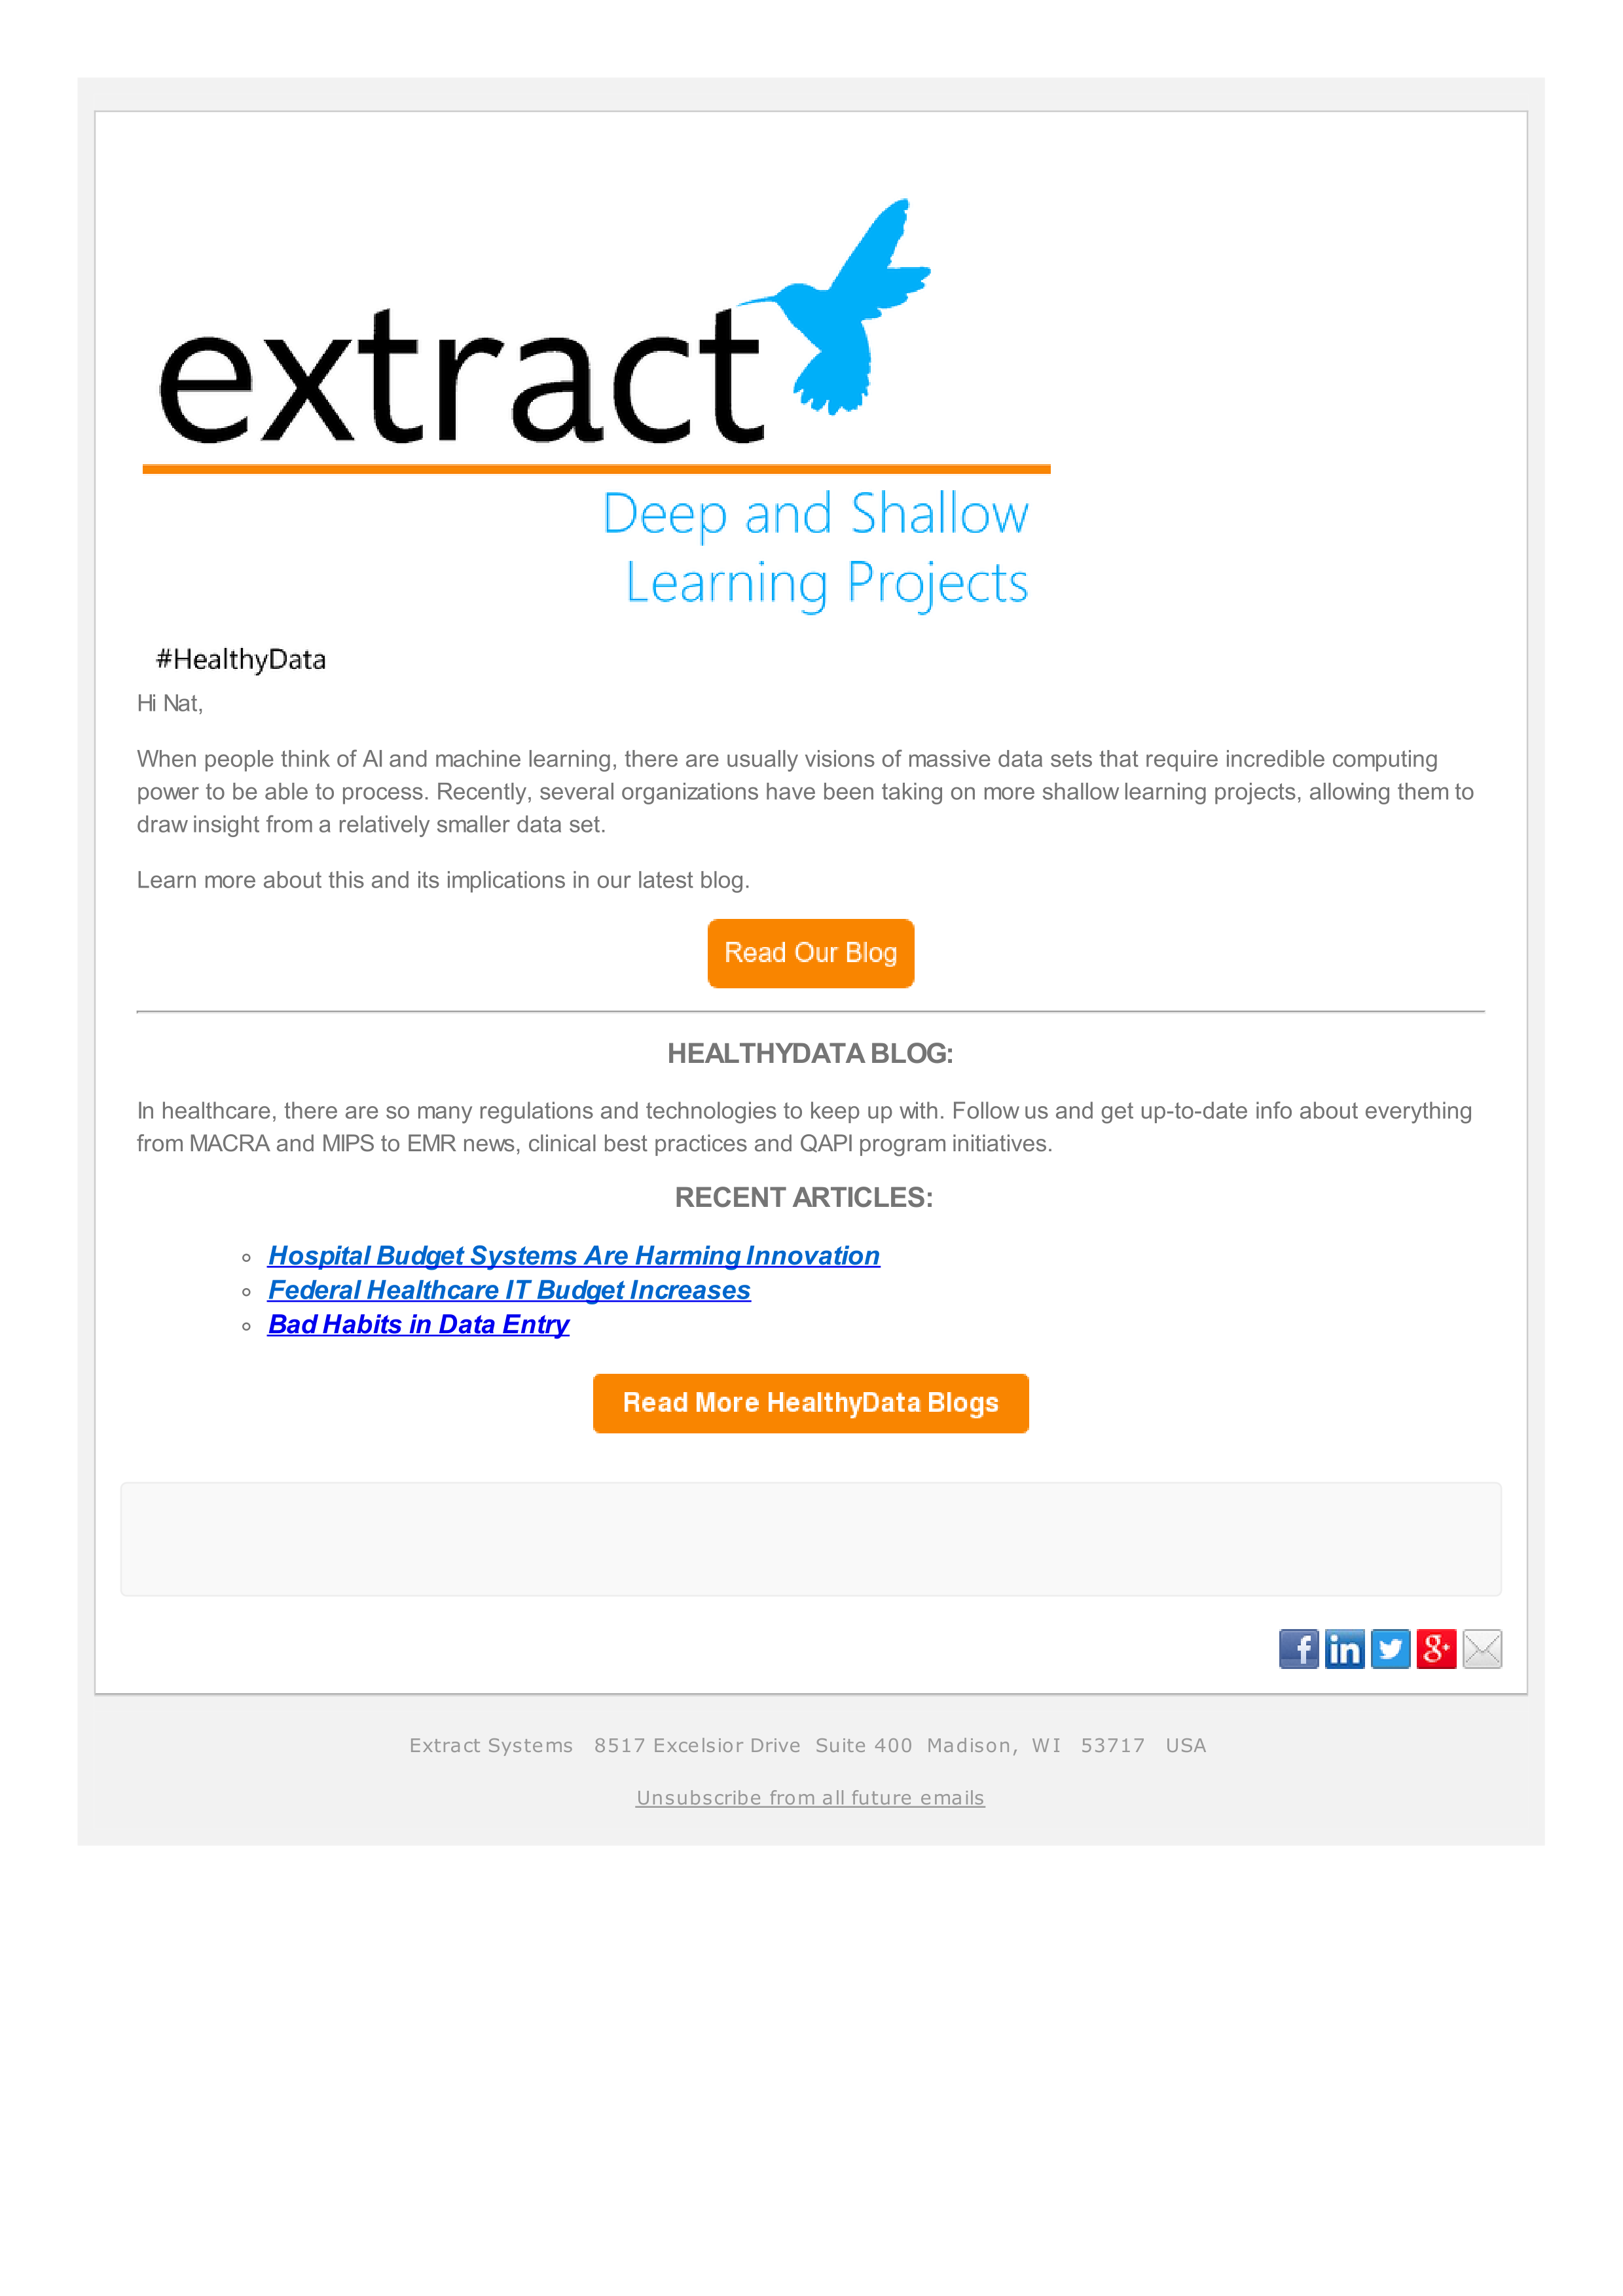 extract
Deep and Shallow
Learning Projects
#HealthyData
Hi Nat,
When people think of AI and machine learning, there are usually visions of massive data sets that require incredible computing
power to be able to process. Recently, several organizations have been taking on more shallow learning projects, allowing them to
draw insight from a relatively smaller data set.
Learn more about this and its implications in our latest blog.
Read Our Blog
HEALTHYDATA BLOG:
In healthcare, there are so many regulations and technologies to keep up with. Follow us and get up-to-date info about everything
from MACRA and MIPS to EMR news, clinical best practices and QAPI program initiatives.
RECENT ARTICLES:
Hospital Budget Systems Are Harming Innovation
Federal Healthcare IT Budget Increases
Bad Habits in Data Entry
Read More HealthyData Blogs
f in g+
Extract Systems 8517 Excelsior Drive Suite 400 Madison, WI 53717 USA
Unsubscribe from all future emails